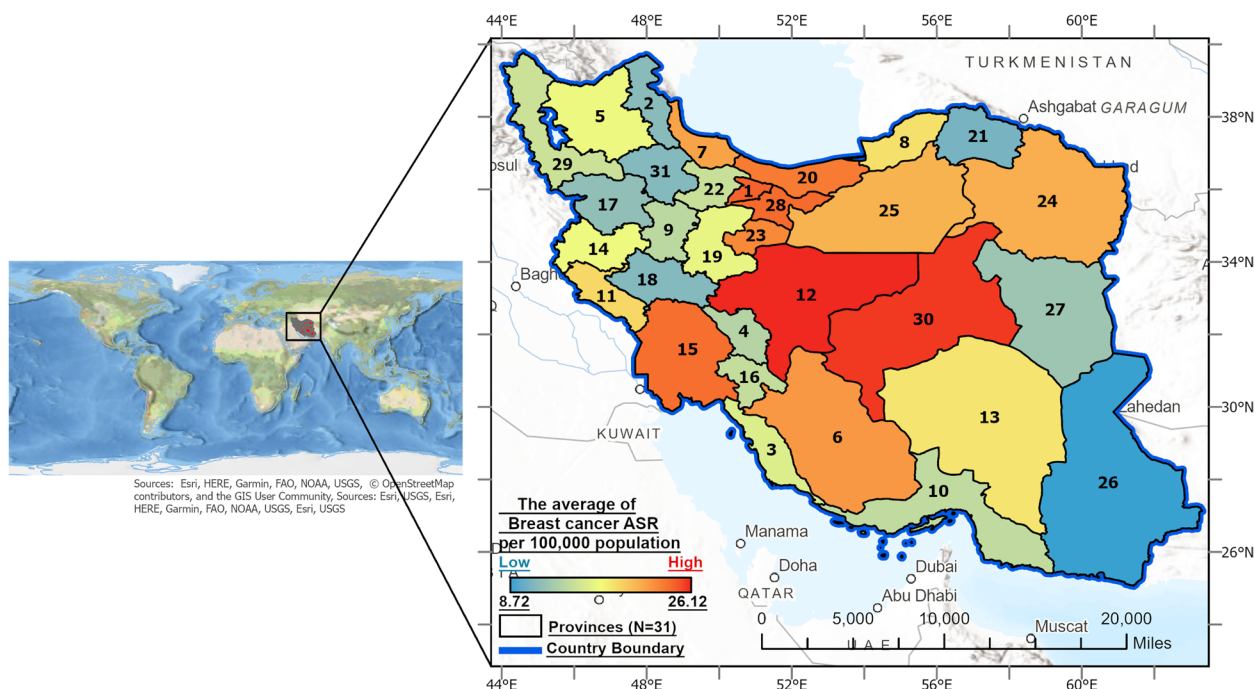 44°E 48°E 52°E 56°E 60°E
TURKMENISTAN
Ashgabat GARAGUM
38°N
34°N
30°N
26°N
5
2
29
7
8
21
31
22
1
20
28
17
9
23
25
24
14
19
18
11
12
30
27
15
4
16
13
3
6
10
26
osul
Bagh
KUWAIT
Manama
Doha
QATAR
Dubai
Abu Dhabi
U A E
Muscat
Zahedan
The average of
Breast cancer ASR
per 100,000 population
Low High
8.72 26.12
Provinces (N=31)
Country Boundary
0 5,000 10,000 20,000
Miles
44°E 48°E 52°E 56°E 60°E
Sources: Esri, HERE, Garmin, FAO, NOAA, USGS, © OpenStreetMap
contributors, and the GIS User Community, Sources: Esri, USGS, Esri,
HERE, Garmin, FAO, NOAA, USGS, Esri, USGS